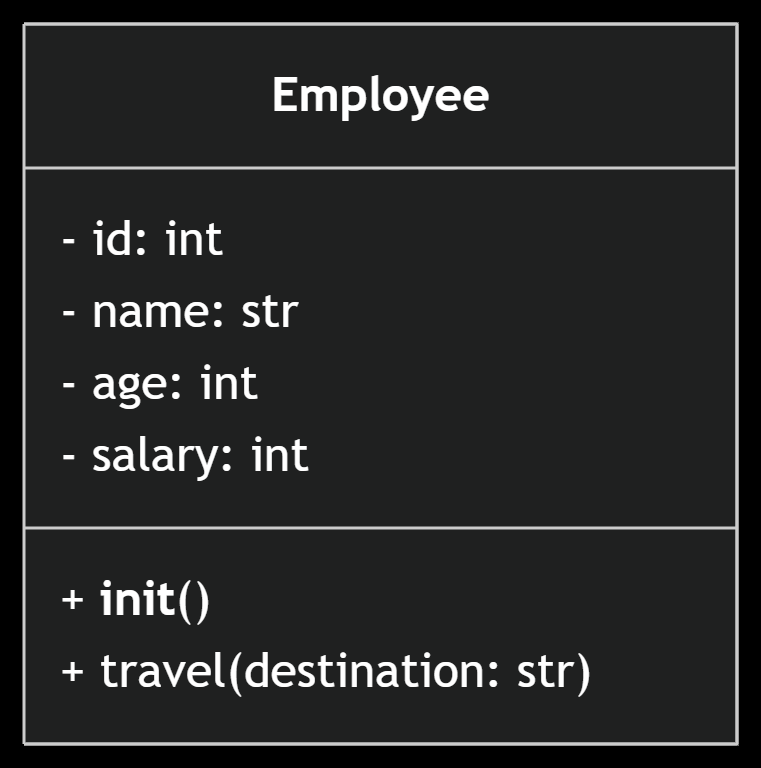 Employee
- id: int
- name: str
- age: int
- salary: int
+ init()
+ travel(destination: str)